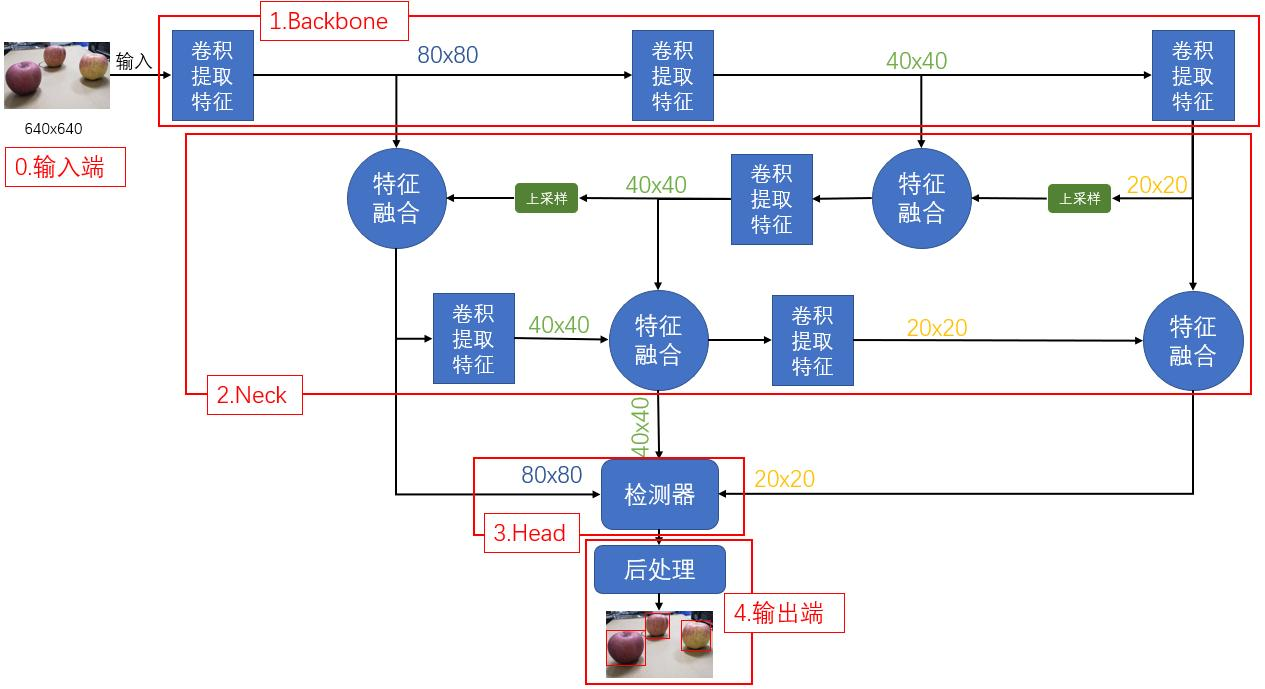 1.Backbone
输入
卷积
提取
特征
80x80
卷积
提取
特征
40x40
卷积
提取
特征
640x640
0.输入端
特征
融合
上采样
40x40
卷积
提取
特征
特征
融合
上采样
20x20
卷积
提取
特征
40x40
特征
融合
卷积
提取
特征
20x20
特征
融合
2.Neck
40x40
80x80
检测器
20x20
3.Head
后处理
4.输出端